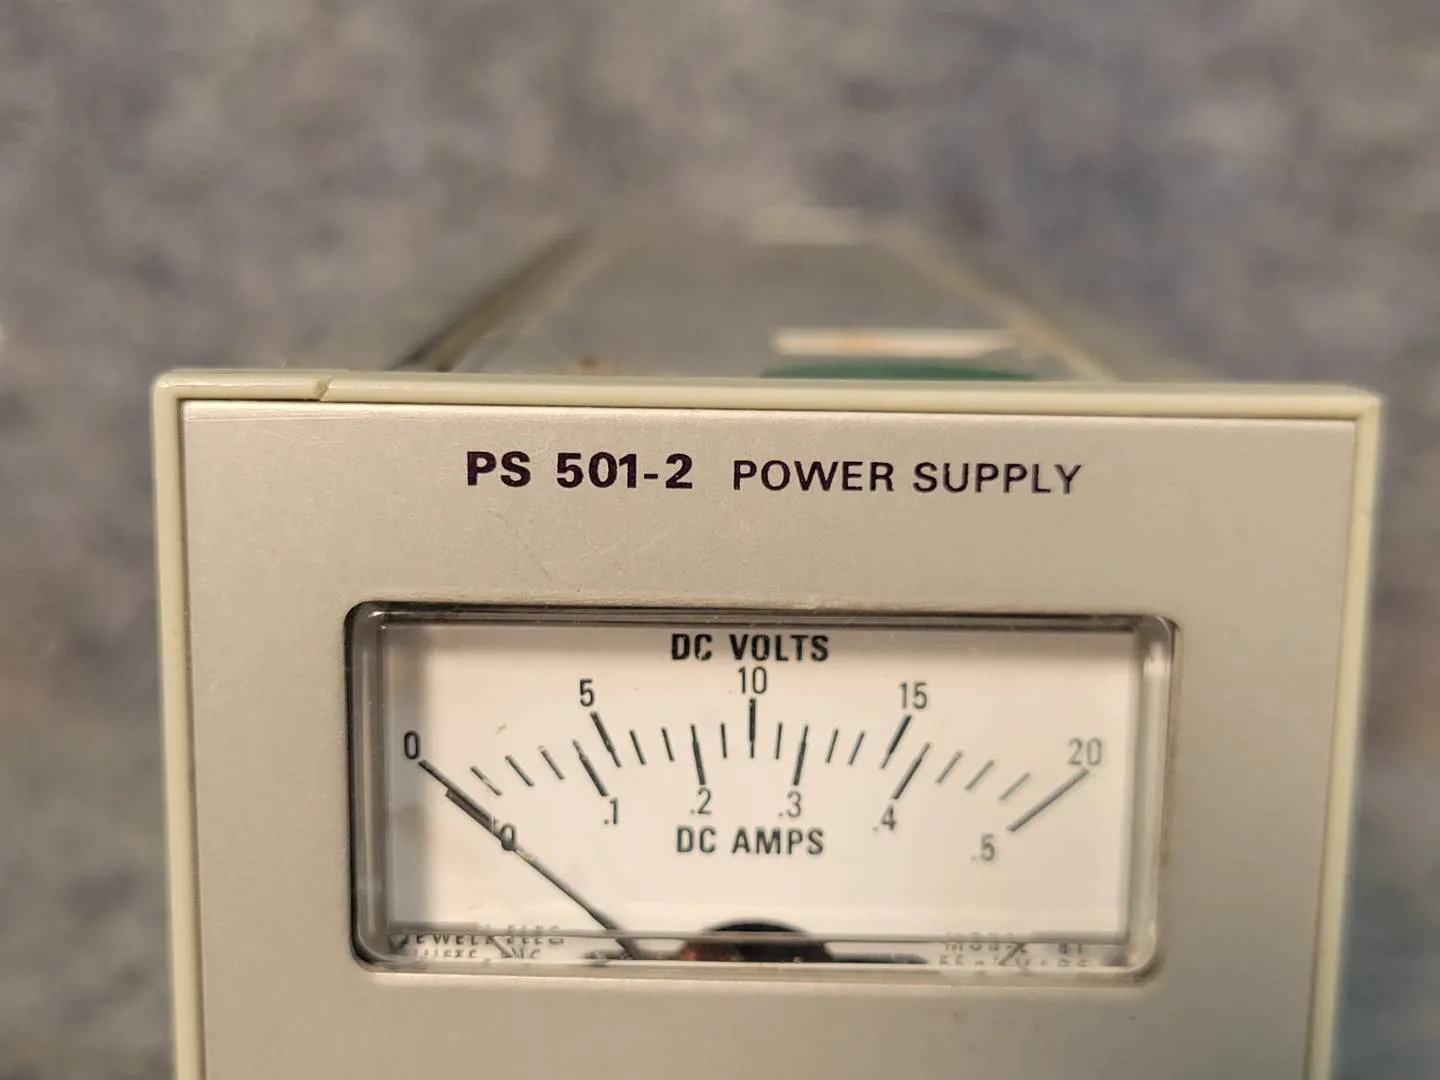 PS 501-2 POWER SUPPLY
DC VOLTS
0 5 10 15 20
0 .1 .2 .3 .4 .5
DC AMPS